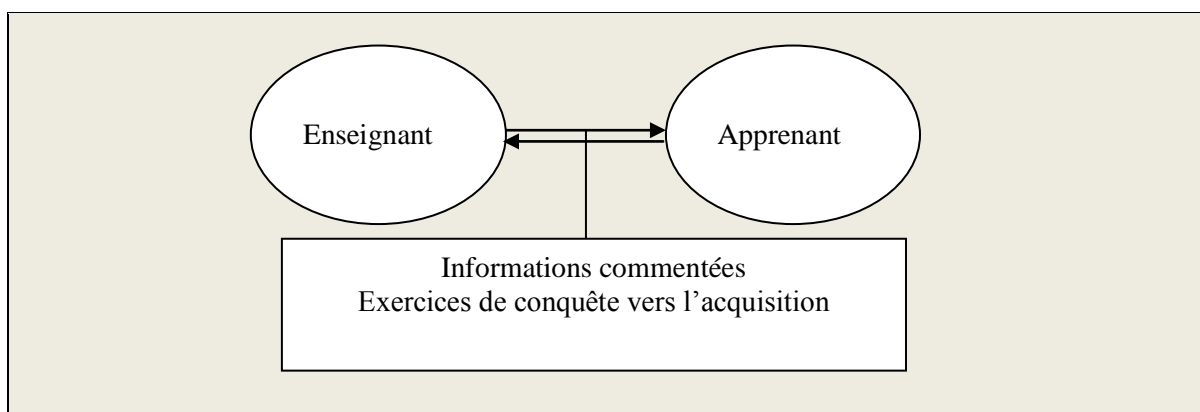 Enseignant
Apprenant
Informations commentées
Exercices de conquête vers l’acquisition